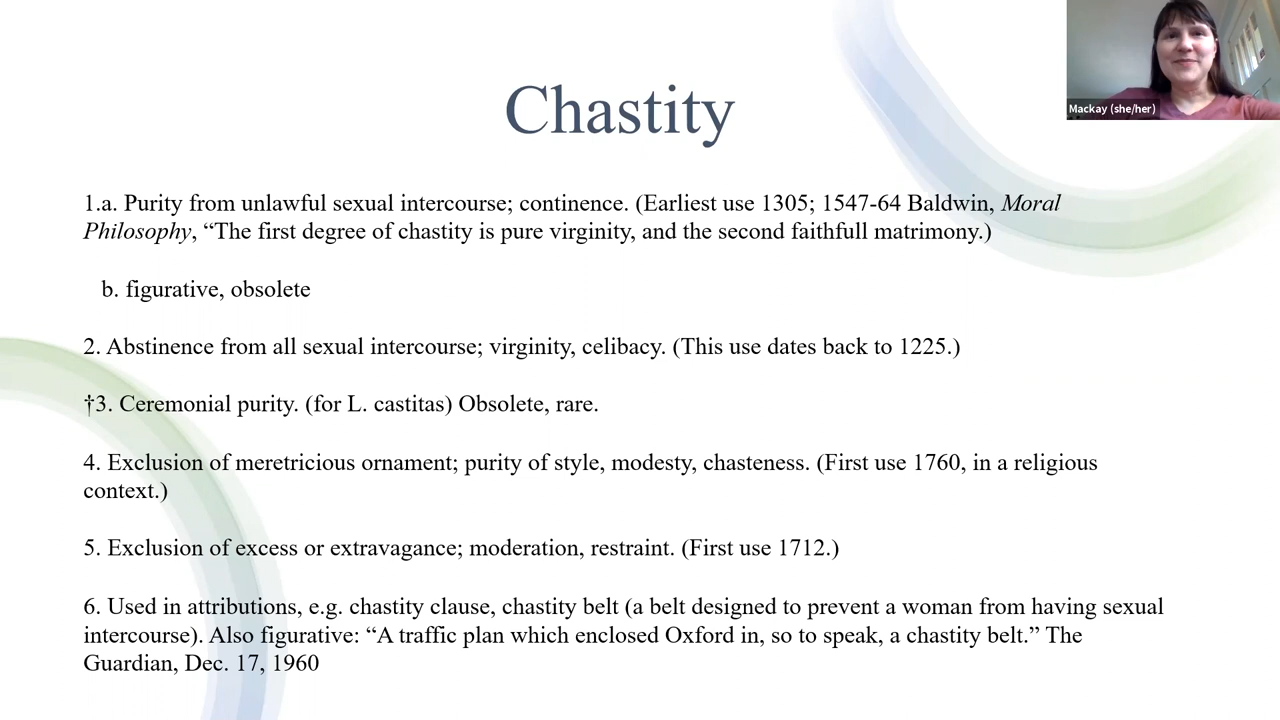 Chastity
Mackay (she/her)
1.a. Purity from unlawful sexual intercourse; continence. (Earliest use 1305; 1547-64 Baldwin, Moral
Philosophy, “The first degree of chastity is pure virginity, and the second faithfull matrimony.)
b. figurative, obsolete
2. Abstinence from all sexual intercourse; virginity, celibacy. (This use dates back to 1225.)
†3. Ceremonial purity. (for L. castitas) Obsolete, rare.
4. Exclusion of meretricious ornament; purity of style, modesty, chasteness. (First use 1760, in a religious
context.)
5. Exclusion of excess or extravagance; moderation, restraint. (First use 1712.)
6. Used in attributions, e.g. chastity clause, chastity belt (a belt designed to prevent a woman from having sexual
intercourse). Also figurative: “A traffic plan which enclosed Oxford in, so to speak, a chastity belt.” The
Guardian, Dec. 17, 1960